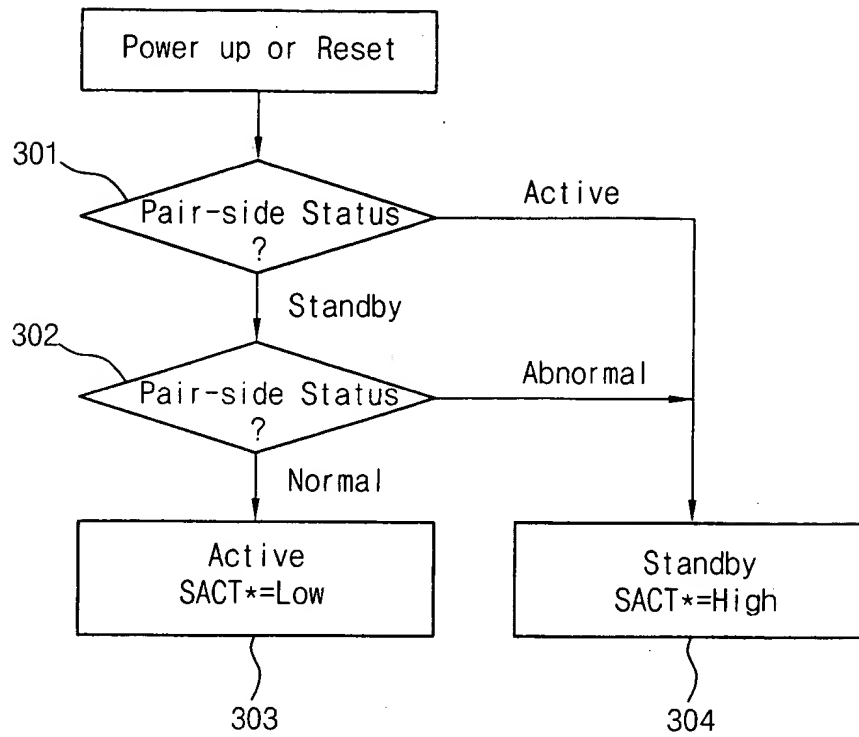 Power up or Reset
301
Pair-side Status
?
Active
Standby
302
Pair-side Status
?
Abnormal
Normal
Active
SACT*=Low
Standby
SACT*=High
303
304